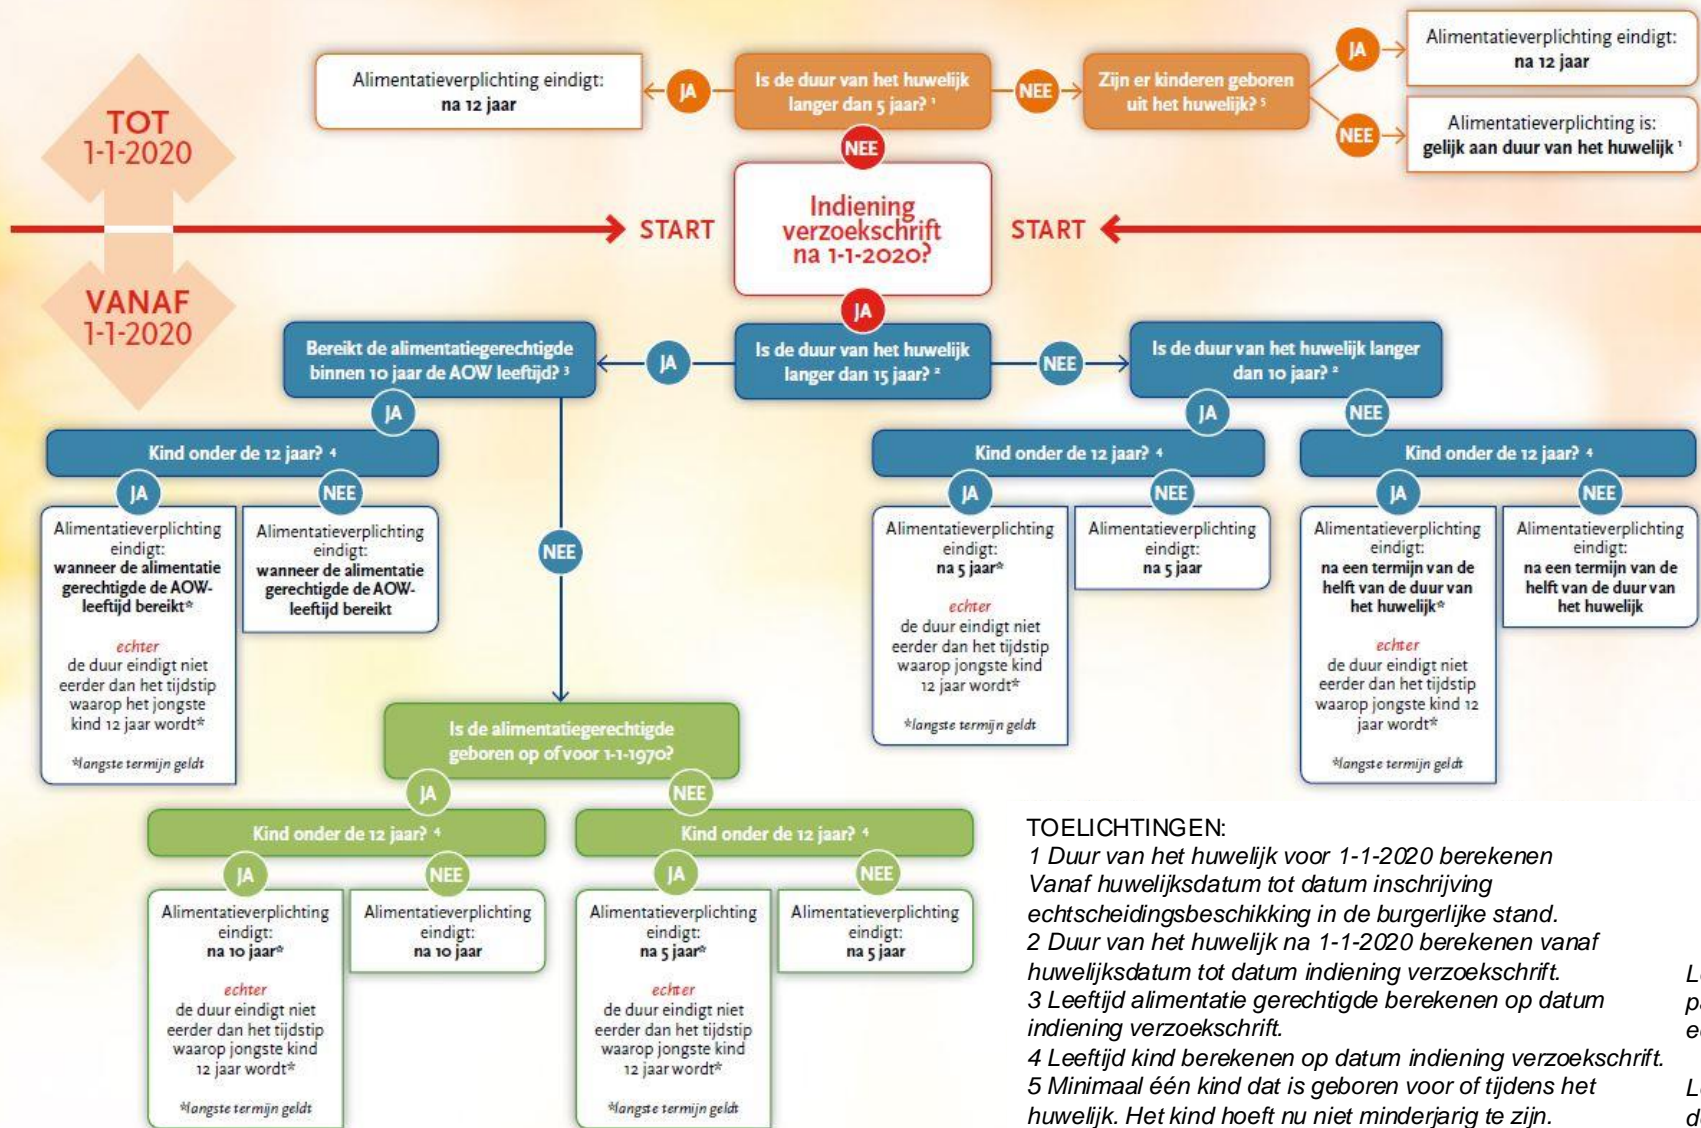 TOT
1-1-2020
Alimentatieverplichting eindigt:
na 12 jaar
JA
Is de duur van het huwelijk
langer dan 5 jaar? ¹
NEE
Zijn er kinderen geboren
uit het huwelijk? ⁵
JA
Alimentatieverplichting eindigt:
na 12 jaar
NEE
Alimentatieverplichting is:
gelijk aan duur van het huwelijk ¹
NEE
START
Indiening
verzoekschrift
na 1-1-2020?
START
VANAF
1-1-2020
JA
Is de duur van het huwelijk
langer dan 15 jaar? ²
JA
Bereikt de alimentatiegerechtigde
binnen 10 jaar de AOW leeftijd? ³
NEE
Is de duur van het huwelijk langer
dan 10 jaar? ²
JA
Kind onder de 12 jaar? ⁴
JA
Alimentatieverplichting
eindigt:
wanneer de alimentatie
gerechtigde de AOW-
leeftijd bereikt*
echter
de duur eindigt niet
eerder dan het tijdstip
waarop het jongste
kind 12 jaar wordt*
*langste termijn geldt
NEE
Alimentatieverplichting
eindigt:
wanneer de alimentatie
gerechtigde de AOW-
leeftijd bereikt
NEE
JA
Kind onder de 12 jaar? ⁴
JA
Alimentatieverplichting
eindigt:
na 5 jaar*
echter
de duur eindigt niet
eerder dan het tijdstip
waarop jongste kind
12 jaar wordt*
*langste termijn geldt
NEE
Alimentatieverplichting
eindigt:
na 5 jaar
NEE
Kind onder de 12 jaar? ⁴
JA
Alimentatieverplichting
eindigt:
na een termijn van de
helft van de duur van
het huwelijk*
echter
de duur eindigt niet
eerder dan het tijdstip
waarop jongste kind 12
jaar wordt*
*langste termijn geldt
NEE
Alimentatieverplichting
eindigt:
na een termijn van de
helft van de duur van
het huwelijk
Is de alimentatiegerechtigde
geboren op of voor 1-1-1970?
JA
Kind onder de 12 jaar? ⁴
JA
Alimentatieverplichting
eindigt:
na 10 jaar*
echter
de duur eindigt niet
eerder dan het tijdstip
waarop jongste kind
12 jaar wordt*
*langste termijn geldt
NEE
Alimentatieverplichting
eindigt:
na 10 jaar
NEE
Kind onder de 12 jaar? ⁴
JA
Alimentatieverplichting
eindigt:
na 5 jaar*
echter
de duur eindigt niet
eerder dan het tijdstip
waarop jongste kind
12 jaar wordt*
*langste termijn geldt
NEE
Alimentatieverplichting
eindigt:
na 5 jaar
TOELICHTINGEN:
1 Duur van het huwelijk voor 1-1-2020 berekenen
Vanaf huwelijksdatum tot datum inschrijving
echtscheidingsbeschikking in de burgerlijke stand.
2 Duur van het huwelijk na 1-1-2020 berekenen vanaf
huwelijksdatum tot datum indiening verzoekschrift.
3 Leeftijd alimentatie gerechtigde berekenen op datum
indiening verzoekschrift.
4 Leeftijd kind berekenen op datum indiening verzoekschrift.
5 Minimaal één kind dat is geboren voor of tijdens het
huwelijk. Het kind hoeft nu niet minderjarig te zijn.